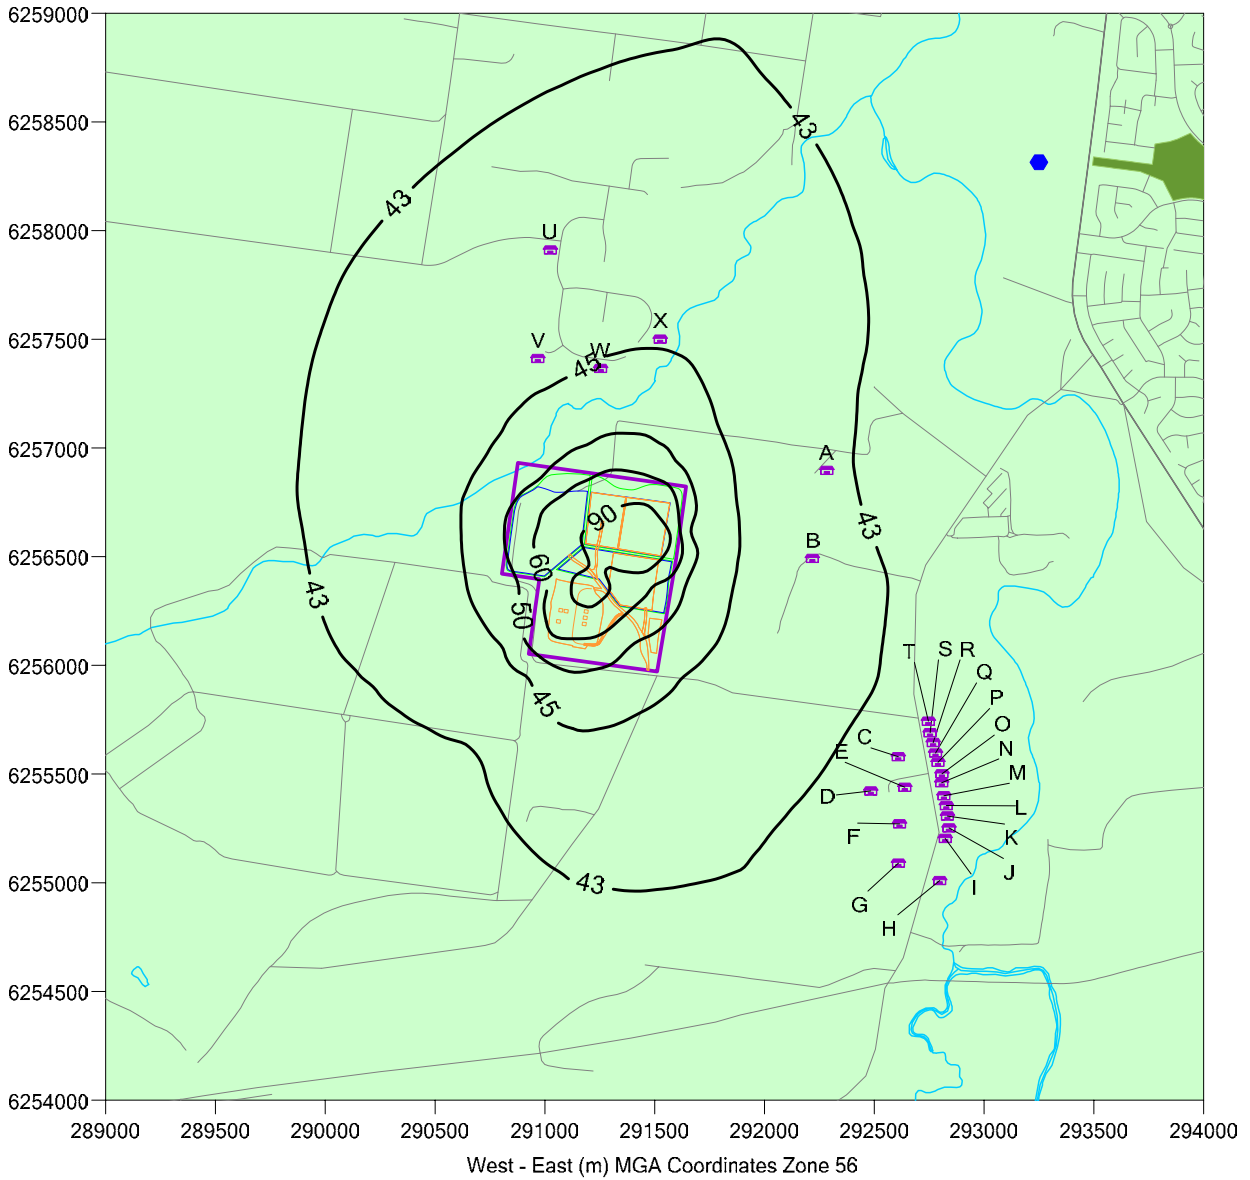 6259000
6258500
6258000
6257500
6257000
6256500
6256000
6255500
6255000
6254500
6254000
43
43
U
X
V
W
45
A
90
43
B
60
43
50
T
S
R
Q
P
45
O
C
E
N
M
D
L
F
K
J
43
I
G
H
289000
289500
290000
290500
291000
291500
292000
292500
293000
293500
294000
West - East (m) MGA Coordinates Zone 56